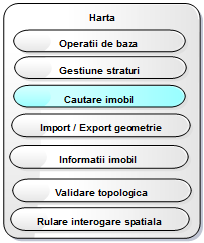 Harta
Operatii de baza
Gestiune straturi
Cautare imobil
Import / Export geometrie
Informatii imobil
Validare topologica
Rulare interogare spatiala